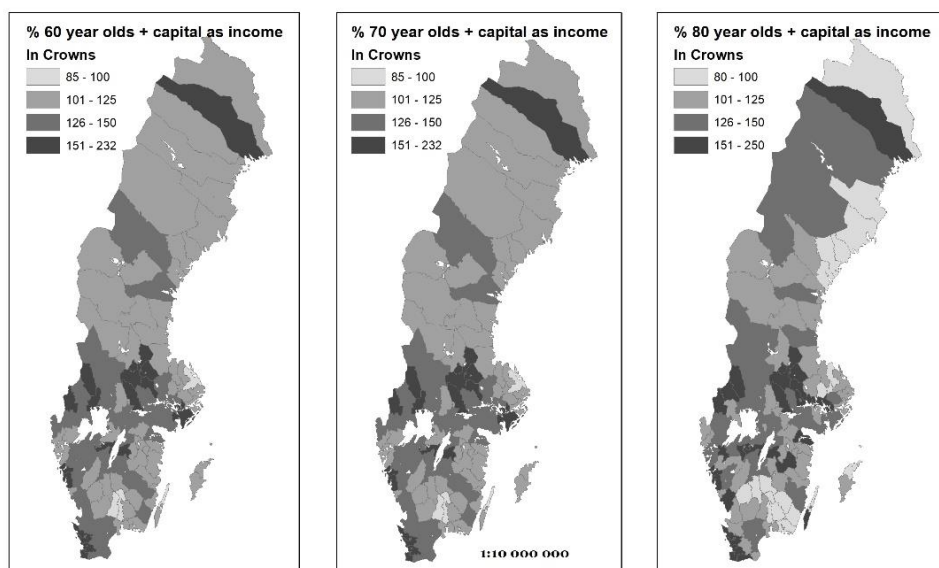 % 60 year olds + capital as income
In Crowns
85 - 100
101 - 125
126 - 150
151 - 232
% 70 year olds + capital as income
In Crowns
85 - 100
101 - 125
126 - 150
151 - 232
1:10 000 000
% 80 year olds + capital as income
In Crowns
80 - 100
101 - 125
126 - 150
151 - 250